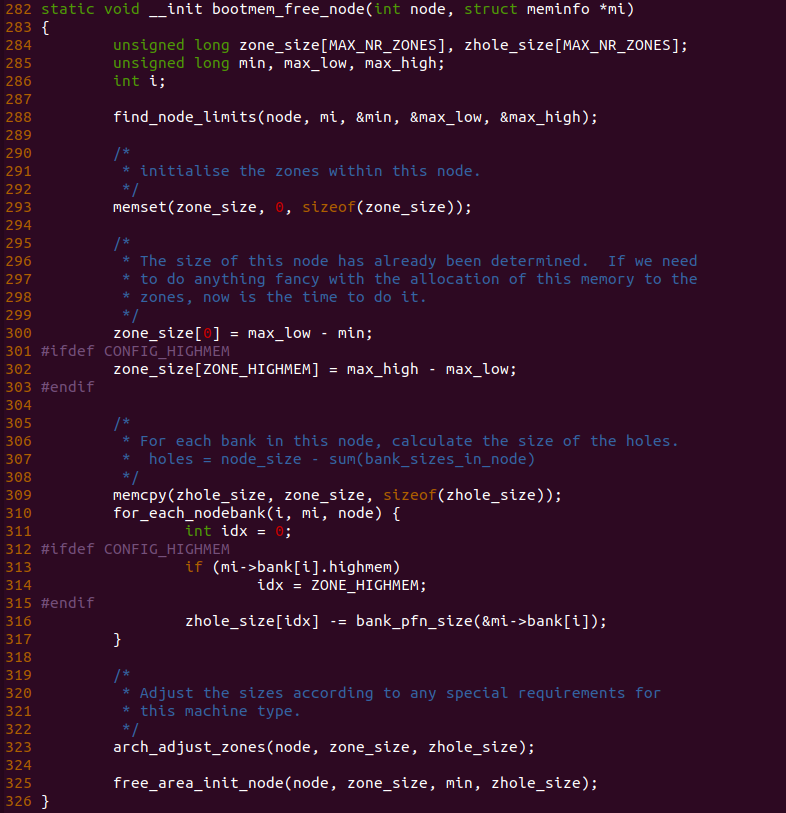 282 static void __init bootmem_free_node(int node, struct meminfo *mi)
283 {
284         unsigned long zone_size[MAX_NR_ZONES], zhole_size[MAX_NR_ZONES];
285         unsigned long min, max_low, max_high;
286         int i;
287
288         find_node_limits(node, mi, &min, &max_low, &max_high);
289
290         /*
291          * initialise the zones within this node.
292          */
293         memset(zone_size, 0, sizeof(zone_size));
294
295         /*
296          * The size of this node has already been determined.  If we need
297          * to do anything fancy with the allocation of this memory to the
298          * zones, now is the time to do it.
299          */
300         zone_size[0] = max_low - min;
301 #ifdef CONFIG_HIGHMEM
302         zone_size[ZONE_HIGHMEM] = max_high - max_low;
303 #endif
304
305         /*
306          * For each bank in this node, calculate the size of the holes.
307          *  holes = node_size - sum(bank_sizes_in_node)
308          */
309         memcpy(zhole_size, zone_size, sizeof(zhole_size));
310         for_each_nodebank(i, mi, node) {
311                 int idx = 0;
312 #ifdef CONFIG_HIGHMEM
313                 if (mi->bank[i].highmem)
314                         idx = ZONE_HIGHMEM;
315 #endif
316                 zhole_size[idx] -= bank_pfn_size(&mi->bank[i]);
317         }
318
319         /*
320          * Adjust the sizes according to any special requirements for
321          * this machine type.
322          */
323         arch_adjust_zones(node, zone_size, zhole_size);
324
325         free_area_init_node(node, zone_size, min, zhole_size);
326 }